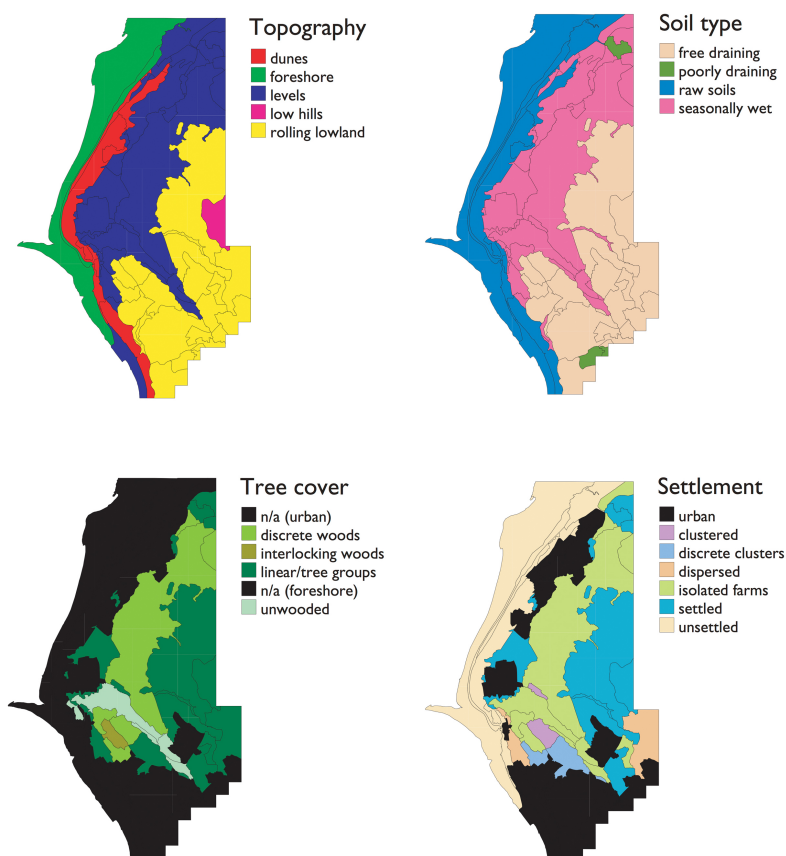 Topography
dunes
foreshore
levels
low hills
rolling lowland
Soil type
free draining
poorly draining
raw soils
seasonally wet
Tree cover
n/a (urban)
discrete woods
interlocking woods
linear/tree groups
n/a (foreshore)
unwooded
Settlement
urban
clustered
discrete clusters
dispersed
isolated farms
settled
unsettled